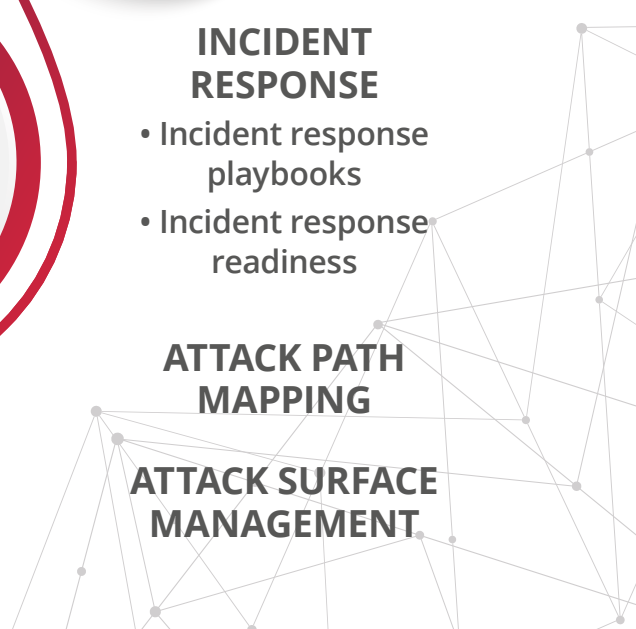 INCIDENT
RESPONSE
• Incident response
playbooks
• Incident response
readiness
ATTACK PATH
MAPPING
ATTACK SURFACE
MANAGEMENT